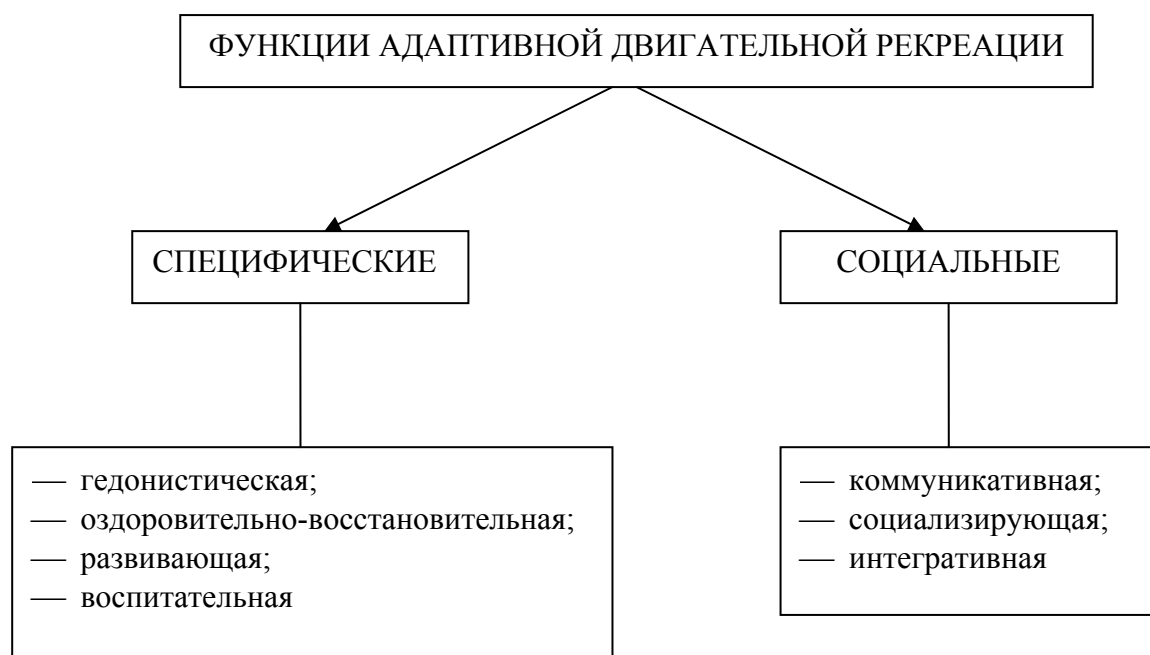 ФУНКЦИИ АДАПТИВНОЙ ДВИГАТЕЛЬНОЙ РЕКРЕАЦИИ
СПЕЦИФИЧЕСКИЕ
СОЦИАЛЬНЫЕ
— гедонистическая;
— оздоровительно-восстановительная;
— развивающая;
— воспитательная
— коммуникативная;
— социализирующая;
— интегративная